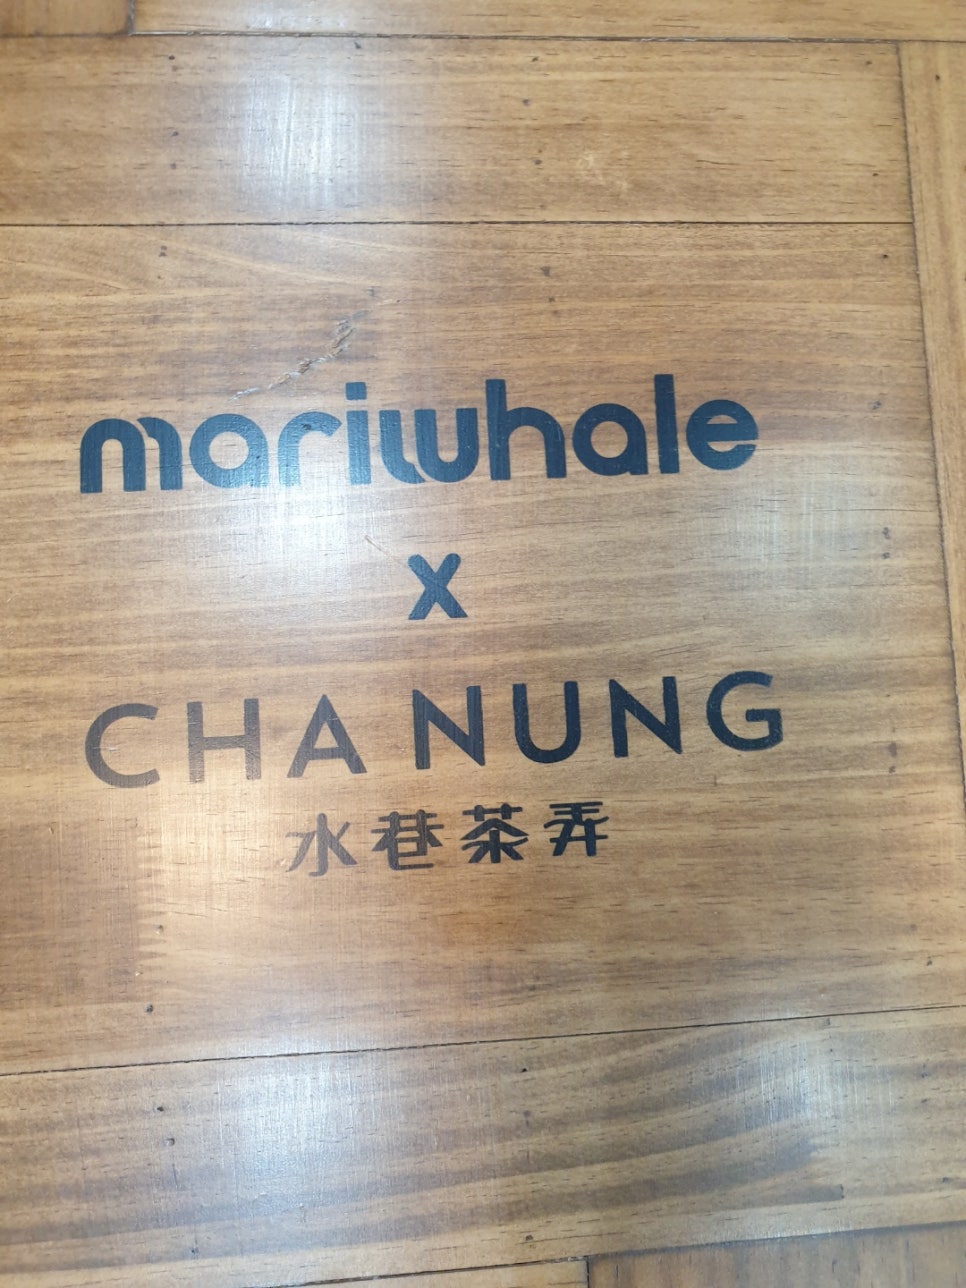 mariwhale
x
CHA NUNG
水巷茶弄